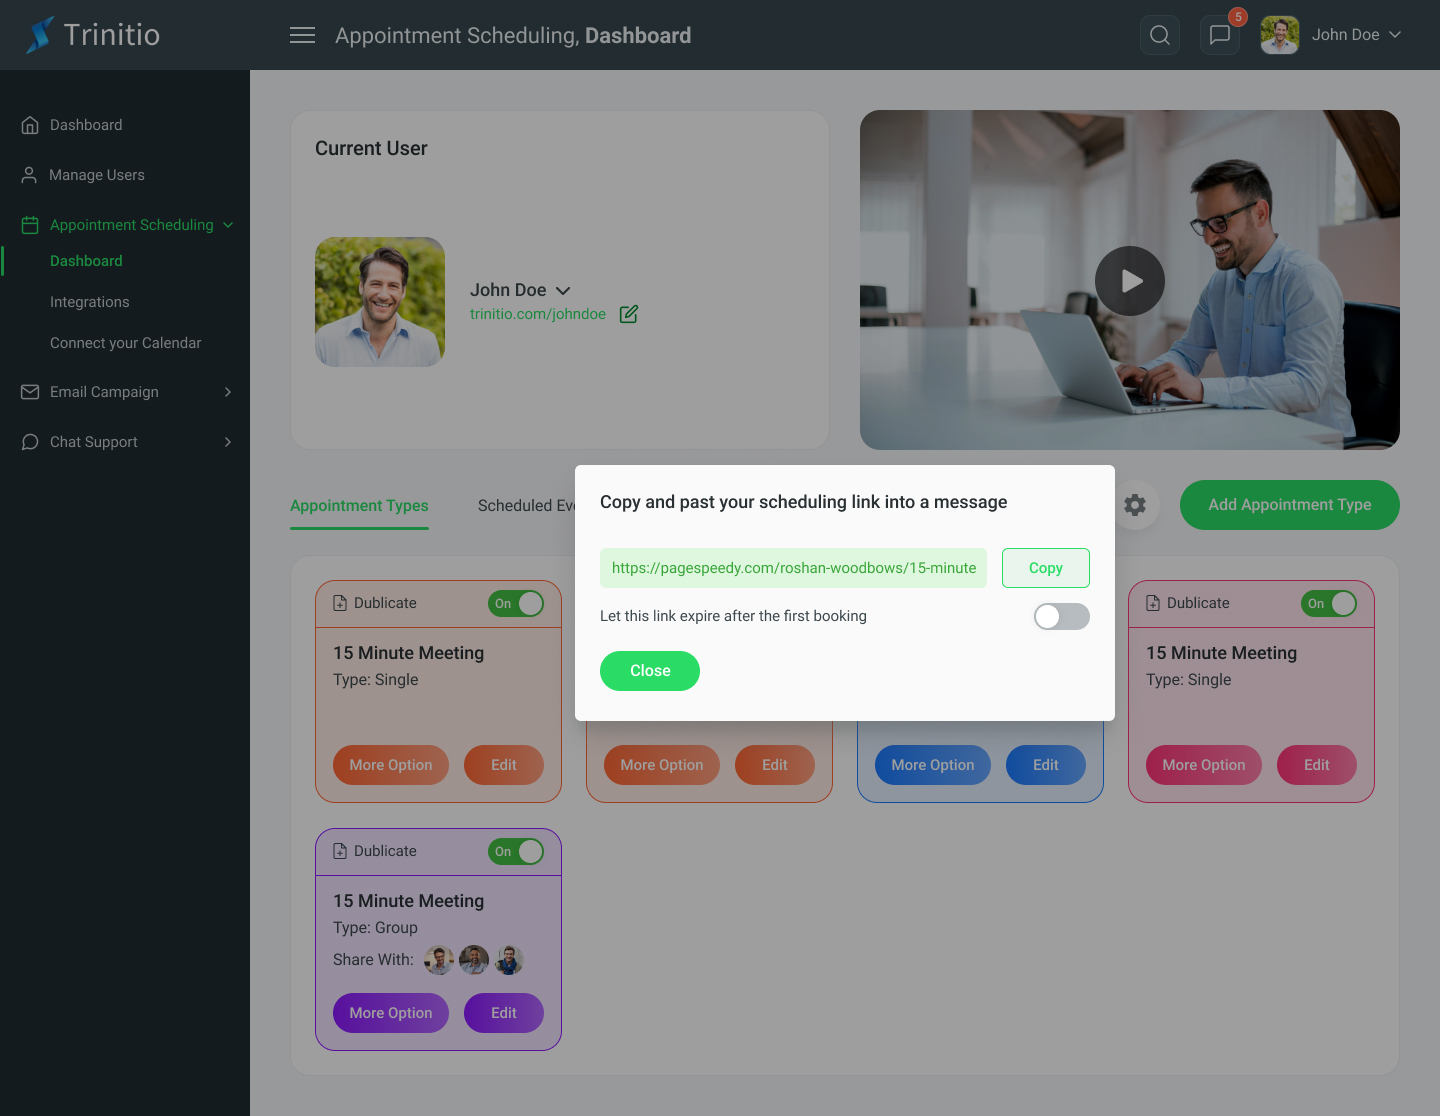 Trinitio
Appointment Scheduling, Dashboard
5
John Doe
Dashboard
Manage Users
Appointment Scheduling
Dashboard
Integrations
Connect your Calendar
Email Campaign
Chat Support
Current User
John Doe
trinitio.com/johndoe
Appointment Types
Scheduled
Add Appointment Type
Copy and past your scheduling link into a message
https://pagespeedy.com/roshan-woodbows/15-minute
Copy
Let this link expire after the first booking
Close
Dublicate
On
15 Minute Meeting
Type: Single
More Option
Edit
More Option
Edit
More Option
Edit
Dublicate
On
15 Minute Meeting
Type: Single
More Option
Edit
Dublicate
On
15 Minute Meeting
Type: Group
Share With:
More Option
Edit